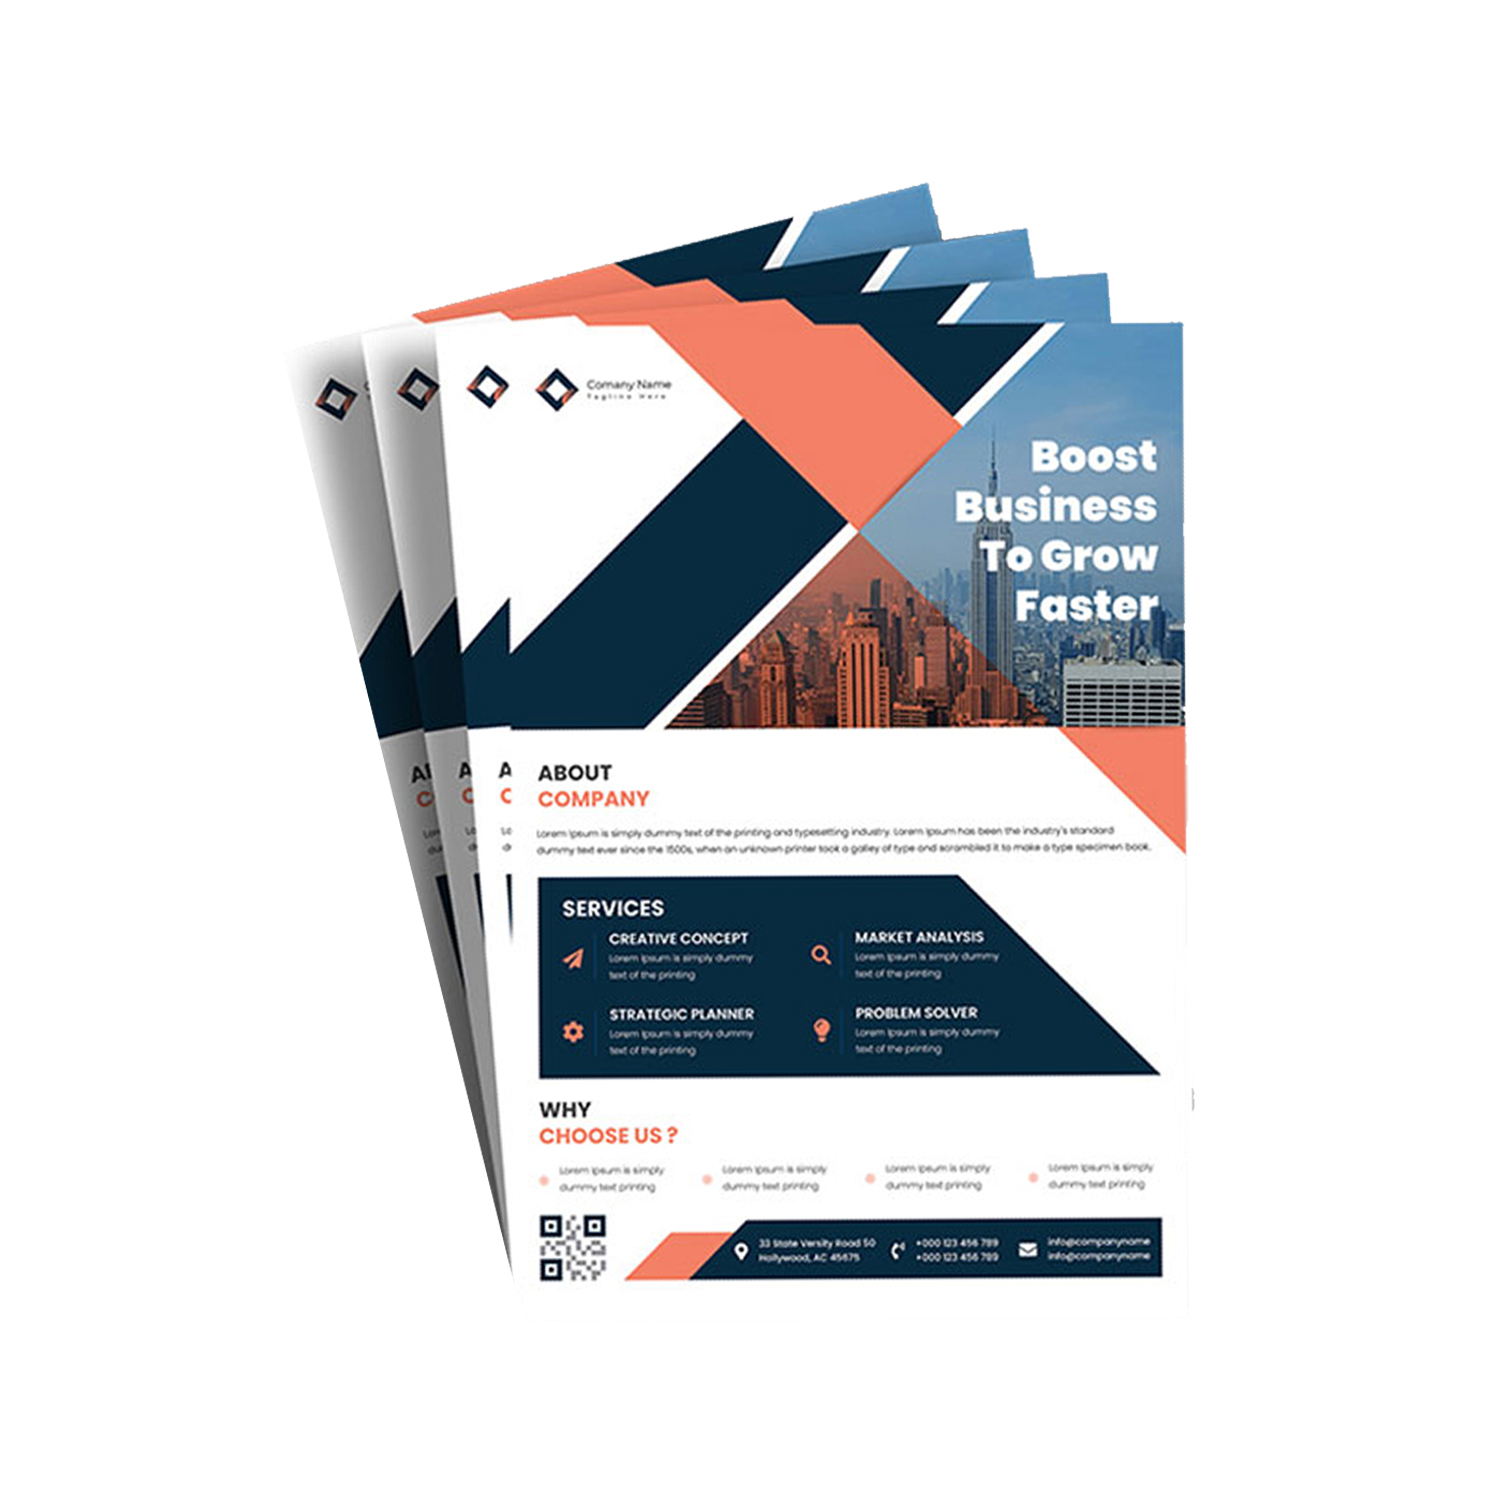 Comany Name
Tagline Here
Boost
Business
To Grow
Faster
ABOUT
COMPANY
Lorem Ipsum is simply dummy text of the printing and typesetting industry. Lorem Ipsum has been the industry's standard
dummy text ever since the 1500s, when an unknown printer took a galley of type and scrambled it to make a type specimen book.
SERVICES
CREATIVE CONCEPT
Lorem Ipsum is simply dummy
text of the printing
MARKET ANALYSIS
Lorem Ipsum is simply dummy
text of the printing
STRATEGIC PLANNER
Lorem Ipsum is simply dummy
text of the printing
PROBLEM SOLVER
Lorem Ipsum is simply dummy
text of the printing
WHY
CHOOSE US ?
Lorem Ipsum is simply
dummy text printing
Lorem Ipsum is simply
dummy text printing
Lorem Ipsum is simply
dummy text printing
Lorem Ipsum is simply
dummy text printing
33 State Versity Road 50
Hollywood, AC 45675
+000 123 456 789
+000 123 456 789
info@companyname
info@companyname